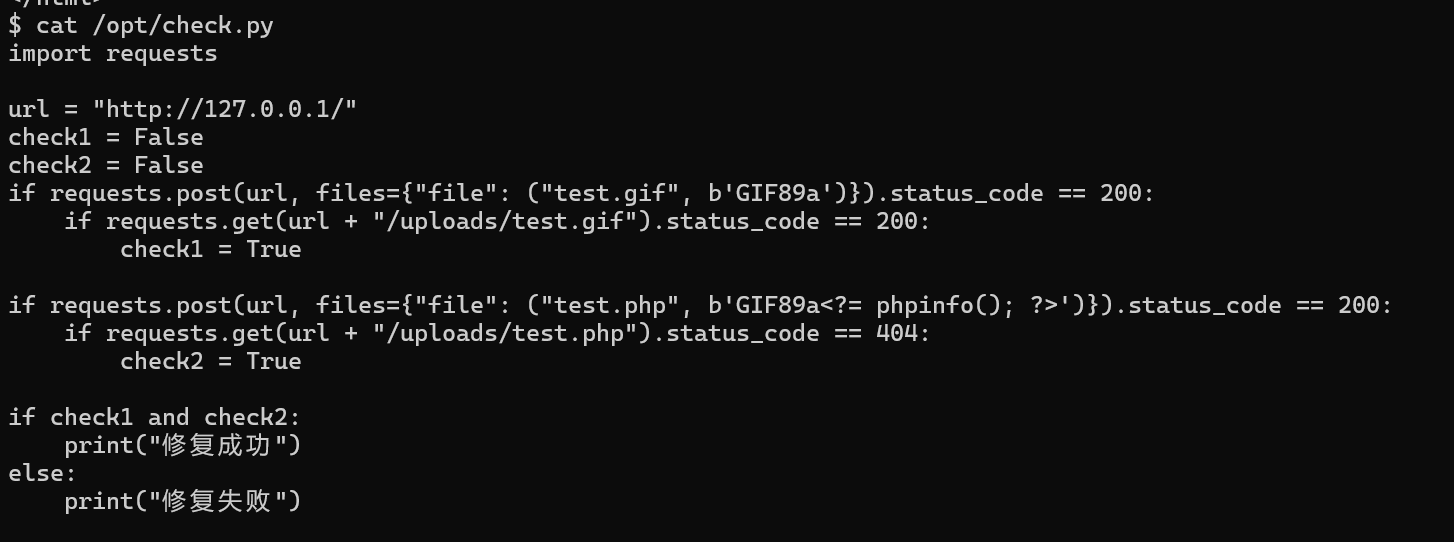 </html>
$ cat /opt/check.py
import requests

url = "http://127.0.0.1/"
check1 = False
check2 = False
if requests.post(url, files={"file": ("test.gif", b'GIF89a')}).status_code == 200:
    if requests.get(url + "/uploads/test.gif").status_code == 200:
        check1 = True

if requests.post(url, files={"file": ("test.php", b'GIF89a<?= phpinfo(); ?>')}).status_code == 200:
    if requests.get(url + "/uploads/test.php").status_code == 404:
        check2 = True

if check1 and check2:
    print("修复成功")
else:
    print("修复失败")